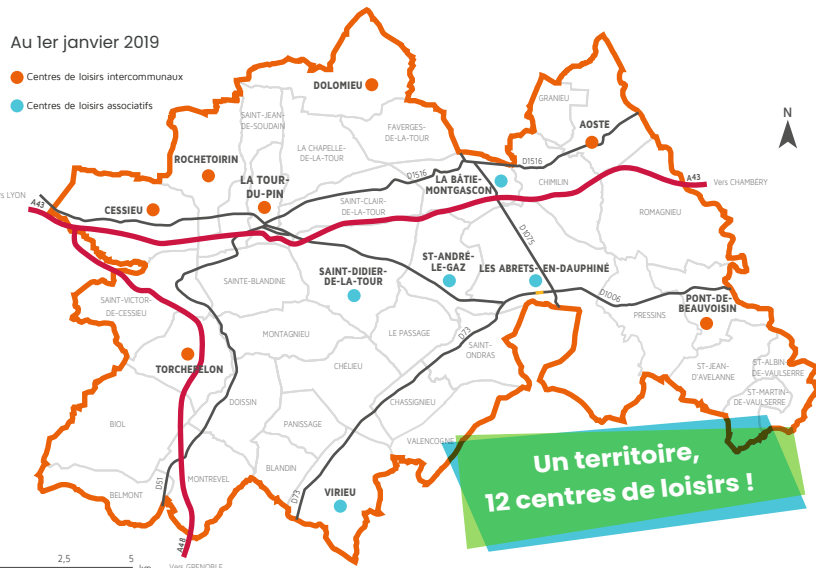 Au 1er janvier 2019
Centres de loisirs intercommunaux
Centres de loisirs associatifs
N
DOLOMIEU
GRANIEU
AOSTE
SAINT-JEAN-
DE-SOUDAIN
FAVERGES-
DE-LA-TOUR
LA CHAPELLE-
DE-LA-TOUR
ROCHETOIRIN
D1516
D1516
LA BÂTIE-
MONTGASCON
CHIMILIN
A43
Vers CHAMBÉRY
LA TOUR-
DU-PIN
VERS LYON
A43
CESSIEU
SAINT-CLAIR-
DE-LA-TOUR
ROMAGNIEU
D1075
ST-ANDRÉ-
LE-GAZ
LES ABRETS-EN-DAUPHINÉ
SAINT-DIDIER-
DE-LA-TOUR
SAINTE-BLANDINE
D1006
PONT-DE-
BEAUVOISIN
SAINT-VICTOR-
DE-CESSIEU
PRESSINS
MONTAGNIEU
LE PASSAGE
D73
SAINT-
ONDRAS
TORCHEFELON
CHÉLIEU
ST-JEAN-
D'AVELANNE
ST-ALBIN-
DE-VAULSERRE
ST-MARTIN-
DE-VAULSERRE
DOISSIN
CHASSIGNIEU
BIOL
PANISSAGE
VALENCOGNE
Un territoire,
12 centres de loisirs !
BLANDIN
MONTREVEL
D51
BELMONT
D73
VIRIEU
A48
2,5
5
km
Vers GRENOBLE